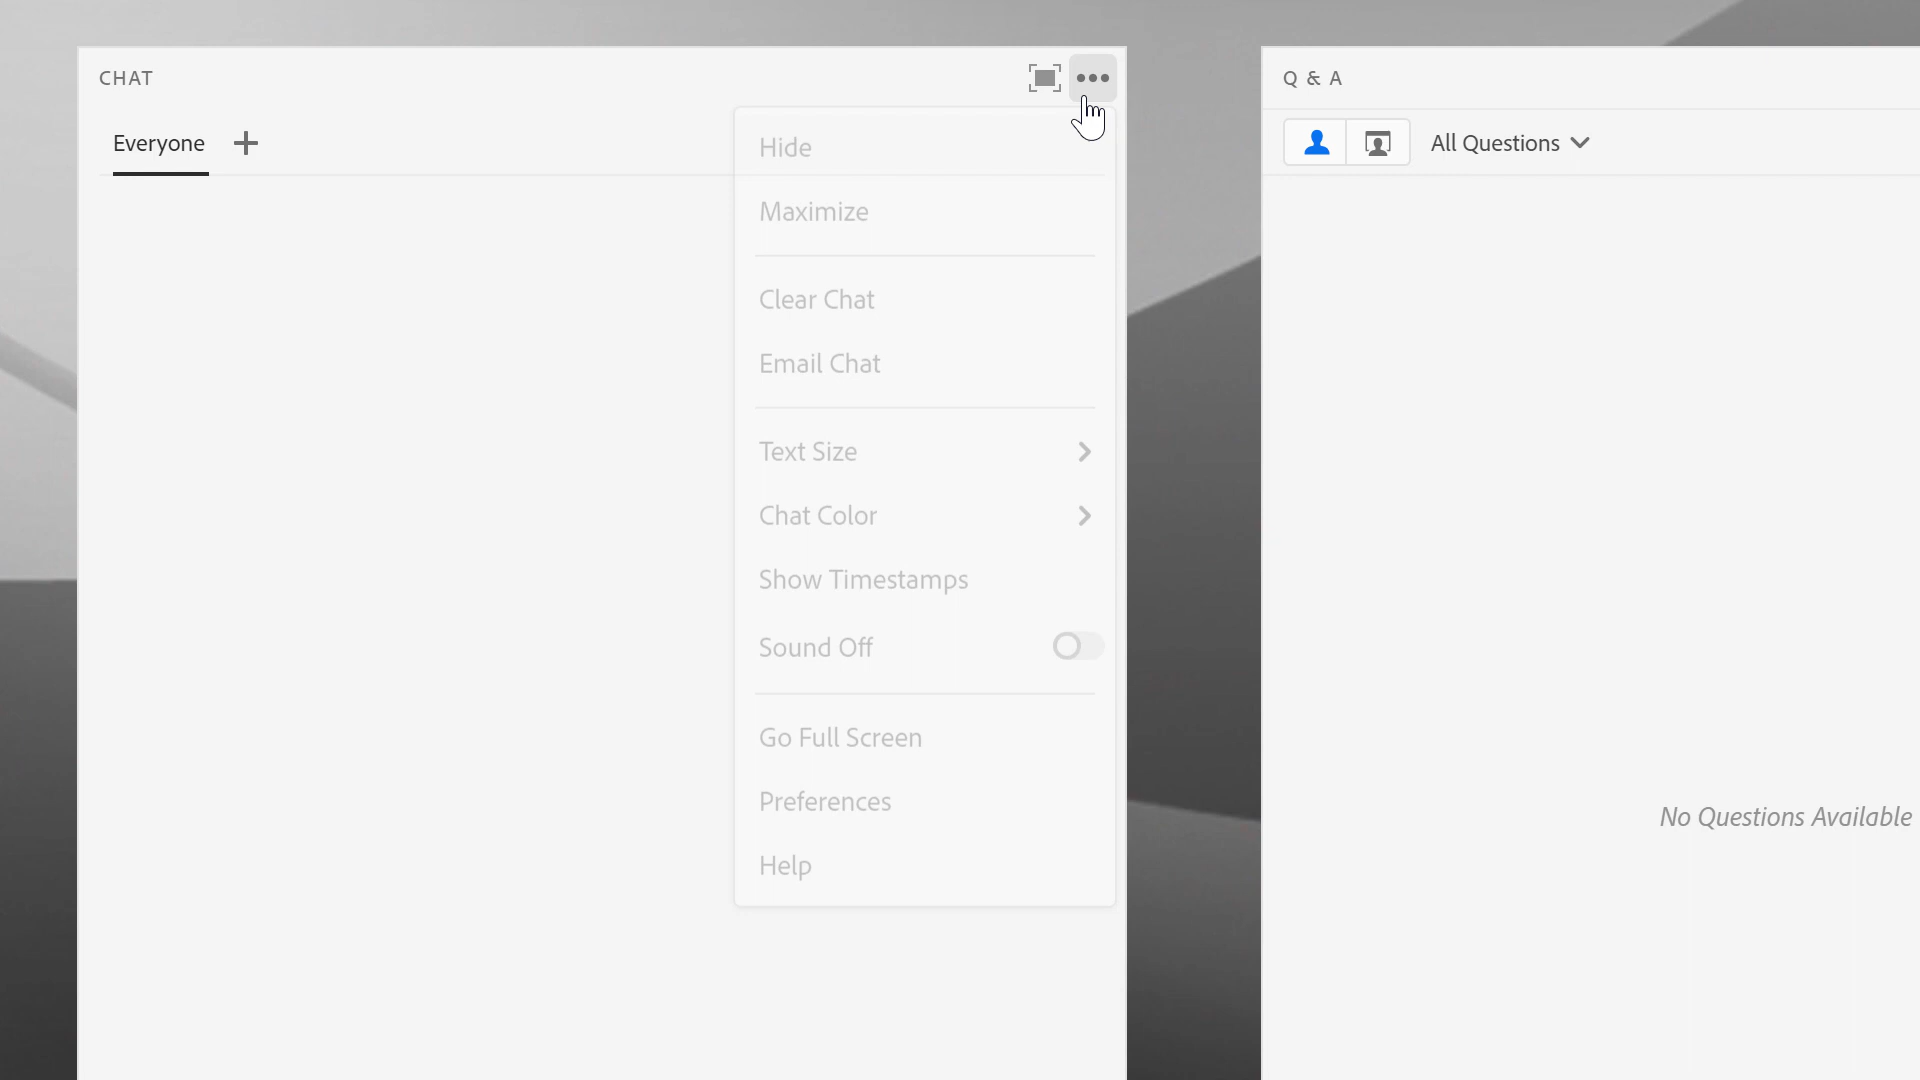 CHAT
Everyone
Hide
Maximize
Clear Chat
Email Chat
Text Size
Chat Color
Show Timestamps
Sound Off
Go Full Screen
Preferences
Help
Q & A
All Questions
No Questions Available